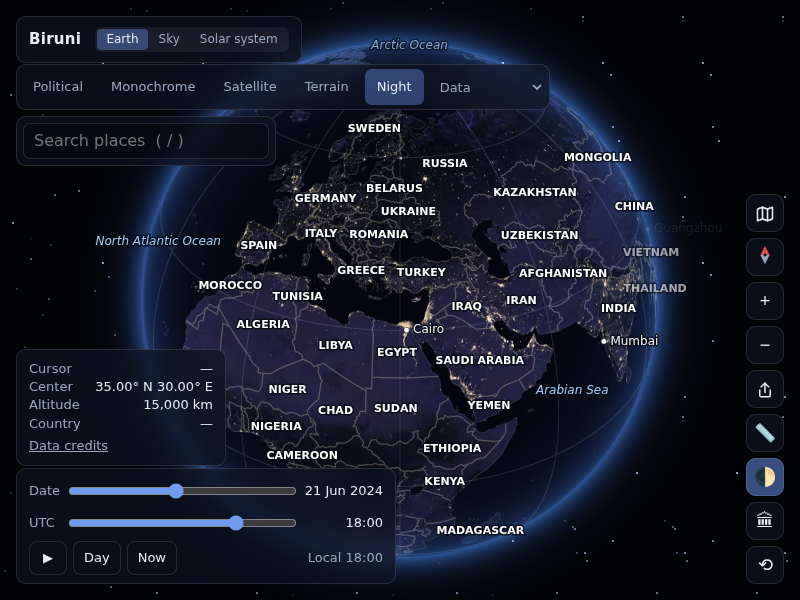 Biruni Earth Sky Solar system
Political Monochrome Satellite Terrain Night Data
Search places ( / )
Arctic Ocean
SWEDEN
RUSSIA
MONGOLIA
BELARUS
KAZAKHSTAN
GERMANY
CHINA
UKRAINE
Guangzhou
ITALY
ROMANIA
UZBEKISTAN
North Atlantic Ocean
SPAIN
VIETNAM
GREECE
TURKEY
AFGHANISTAN
MOROCCO
THAILAND
TUNISIA
IRAQ
IRAN
INDIA
ALGERIA
Cairo
LIBYA
EGYPT
Mumbai
SAUDI ARABIA
NIGER
Arabian Sea
CHAD
SUDAN
YEMEN
NIGERIA
ETHIOPIA
CAMEROON
KENYA
MADAGASCAR
Cursor —
Center 35.00° N 30.00° E
Altitude 15,000 km
Country —
Data credits
Date 21 Jun 2024
UTC 18:00
▶ Day Now Local 18:00
+
−